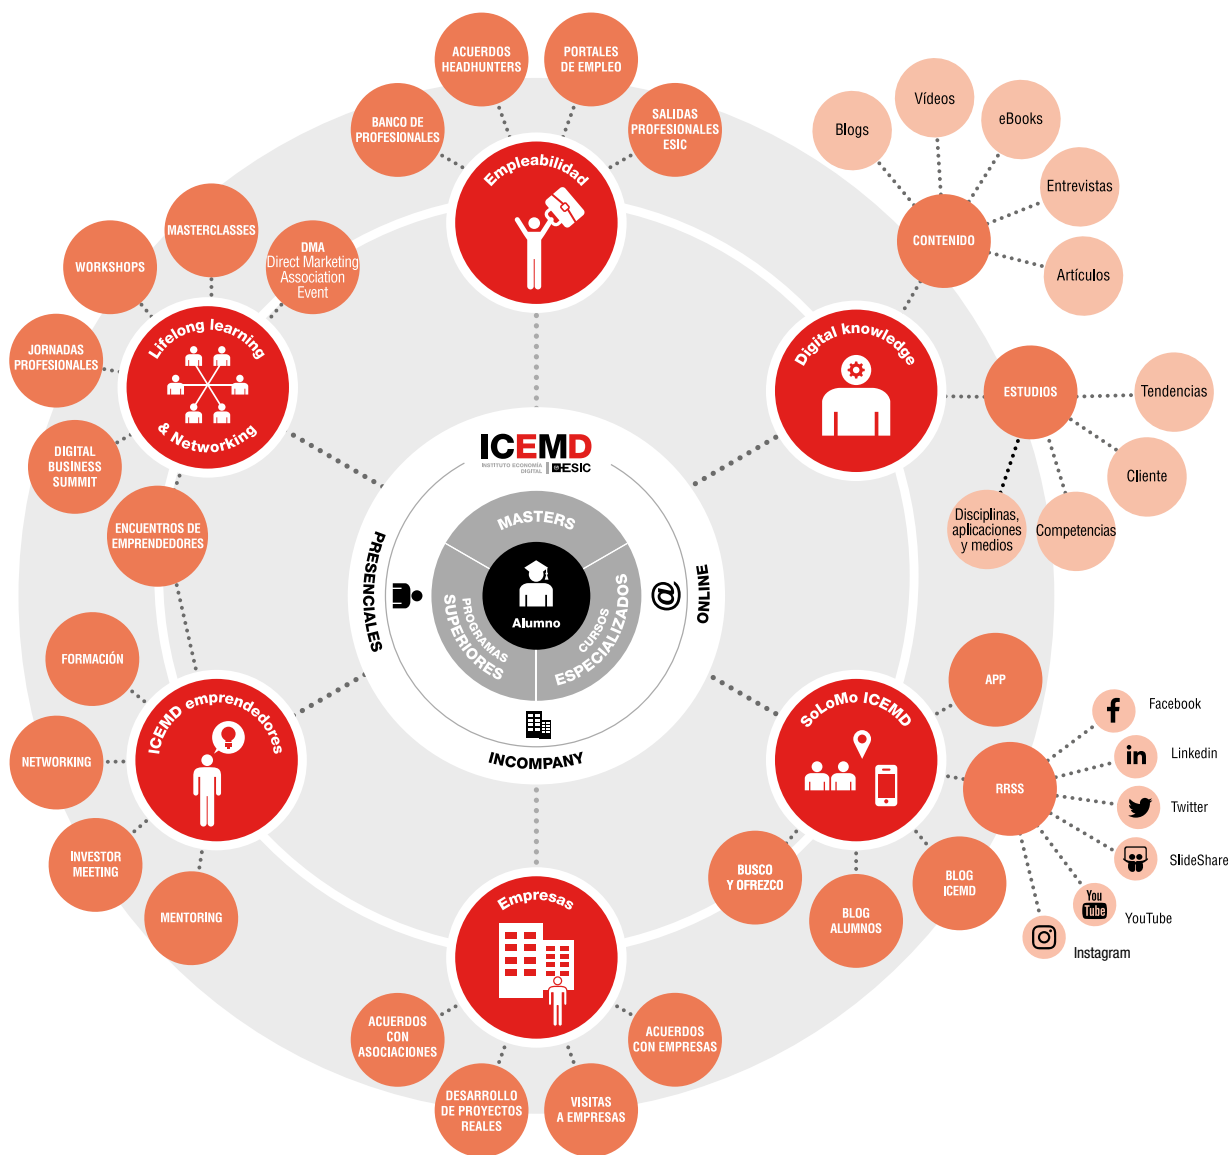 ACUERDOS
HEADHUNTERS
PORTALES
DE EMPLEO
BANCO DE
PROFESIONALES
SALIDAS
PROFESIONALES
ESIC
Empleabilidad
Blogs
Vídeos
eBooks
Entrevistas
Artículos
CONTENIDO
MASTERCLASSES
WORKSHOPS
DMA
Direct Marketing
Association
Event
JORNADAS
PROFESIONALES
Lifelong learning
& Networking
DIGITAL
BUSINESS
SUMMIT
ENCUENTROS DE
EMPRENDEDORES
Digital knowledge
ESTUDIOS
Tendencias
Cliente
Competencias
Disciplinas,
aplicaciones
y medios
ICEMD
INSTITUTO ECONOMÍA
DIGITAL
ESIC
MASTERS
PROGRAMAS
SUPERIORES
CURSOS
ESPECIALIZADOS
Alumno
PRESENCIALES
@
ONLINE
INCOMPANY
FORMACIÓN
NETWORKING
INVESTOR
MEETING
MENTORING
ICEMD emprendedores
SoLoMo ICEMD
APP
RRSS
f
Facebook
in
Linkedin
Twitter
SlideShare
You
Tube
YouTube
Instagram
BUSCO
Y OFREZCO
BLOG
ALUMNOS
BLOG
ICEMD
Empresas
ACUERDOS
CON
ASOCIACIONES
DESARROLLO
DE PROYECTOS
REALES
VISITAS
A EMPRESAS
ACUERDOS
CON EMPRESAS